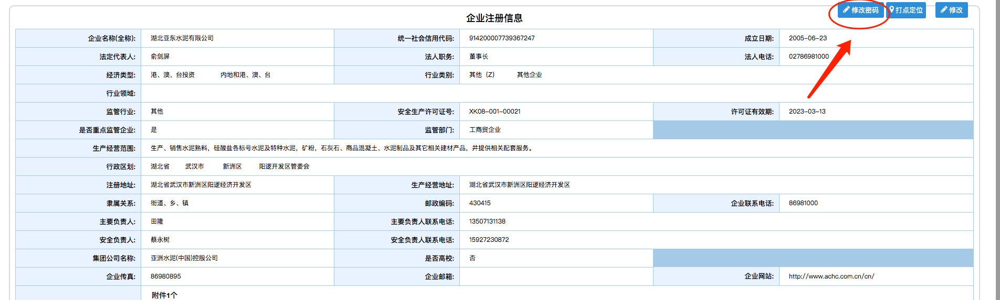 修改密码 打点定位 修改
企业注册信息
企业名称(全称): 湖北亚东水泥有限公司 统一社会信用代码: 914200007739367247 成立日期: 2005-06-23
法定代表人: 俞剑屏 法人职务: 董事长 法人电话: 02786981000
经济类型: 港、澳、台投资 内地和港、澳、台 行业类别: 其他（Z） 其他企业
行业领域:
监管行业: 其他 安全生产许可证号: XK08-001-00021 许可证有效期: 2023-03-13
是否重点监管企业: 是 监管部门: 工商贸企业
生产经营范围: 生产、销售水泥熟料，硅酸盐各标号水泥及特种水泥，矿粉，石灰石、商品混凝土、水泥制品及其它相关建材产品，并提供相关配套服务。
行政区划: 湖北省 武汉市 新洲区 阳逻开发区管委会
注册地址: 湖北省武汉市新洲区阳逻经济开发区 生产经营地址: 湖北省武汉市新洲区阳逻经济开发区
隶属关系: 街道、乡、镇 邮政编码: 430415 企业联系电话: 86981000
主要负责人: 田隆 主要负责人联系电话: 13507131138
安全负责人: 蔡永树 安全负责人联系电话: 15927230872
集团公司名称: 亚洲水泥(中国)控股公司 是否高校: 否
企业传真: 86980895 企业邮箱: 企业网站: http://www.achc.com.cn/cn/
附件1个